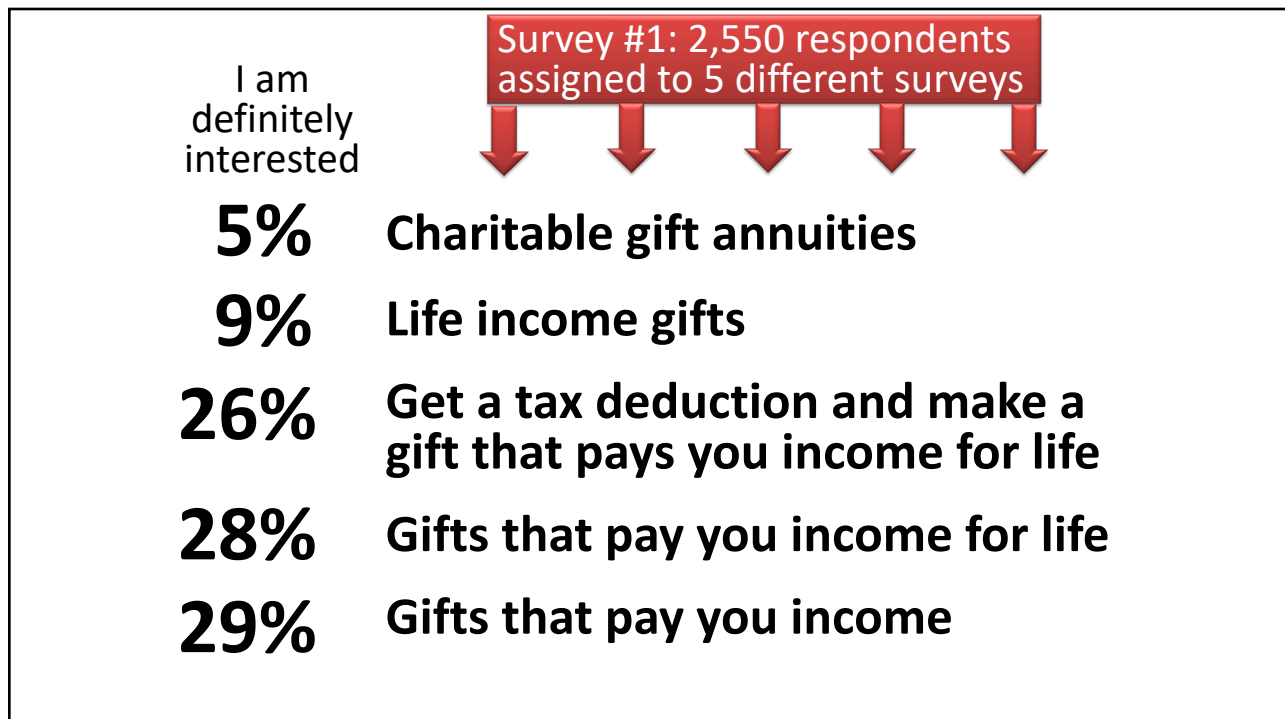 Survey #1: 2,550 respondents
assigned to 5 different surveys
I am
definitely
interested
5% Charitable gift annuities
9% Life income gifts
26% Get a tax deduction and make a
gift that pays you income for life
28% Gifts that pay you income for life
29% Gifts that pay you income